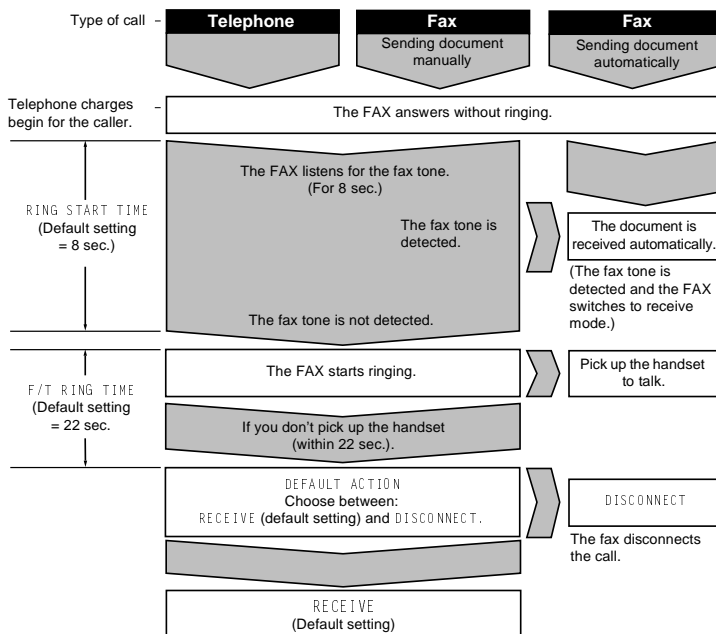 Type of call
Telephone
Fax
Sending document
manually
Fax
Sending document
automatically
Telephone charges
begin for the caller.
The FAX answers without ringing.
The FAX listens for the fax tone.
(For 8 sec.)
RING START TIME
(Default setting
= 8 sec.)
The fax tone is
detected.
The document is
received automatically.
(The fax tone is
detected and the FAX
switches to receive
mode.)
The fax tone is not detected.
F/T RING TIME
(Default setting
= 22 sec.
The FAX starts ringing.
Pick up the handset
to talk.
If you don't pick up the handset
(within 22 sec.).
DEFAULT ACTION
Choose between:
RECEIVE (default setting) and DISCONNECT.
DISCONNECT
The fax disconnects
the call.
RECEIVE
(Default setting)